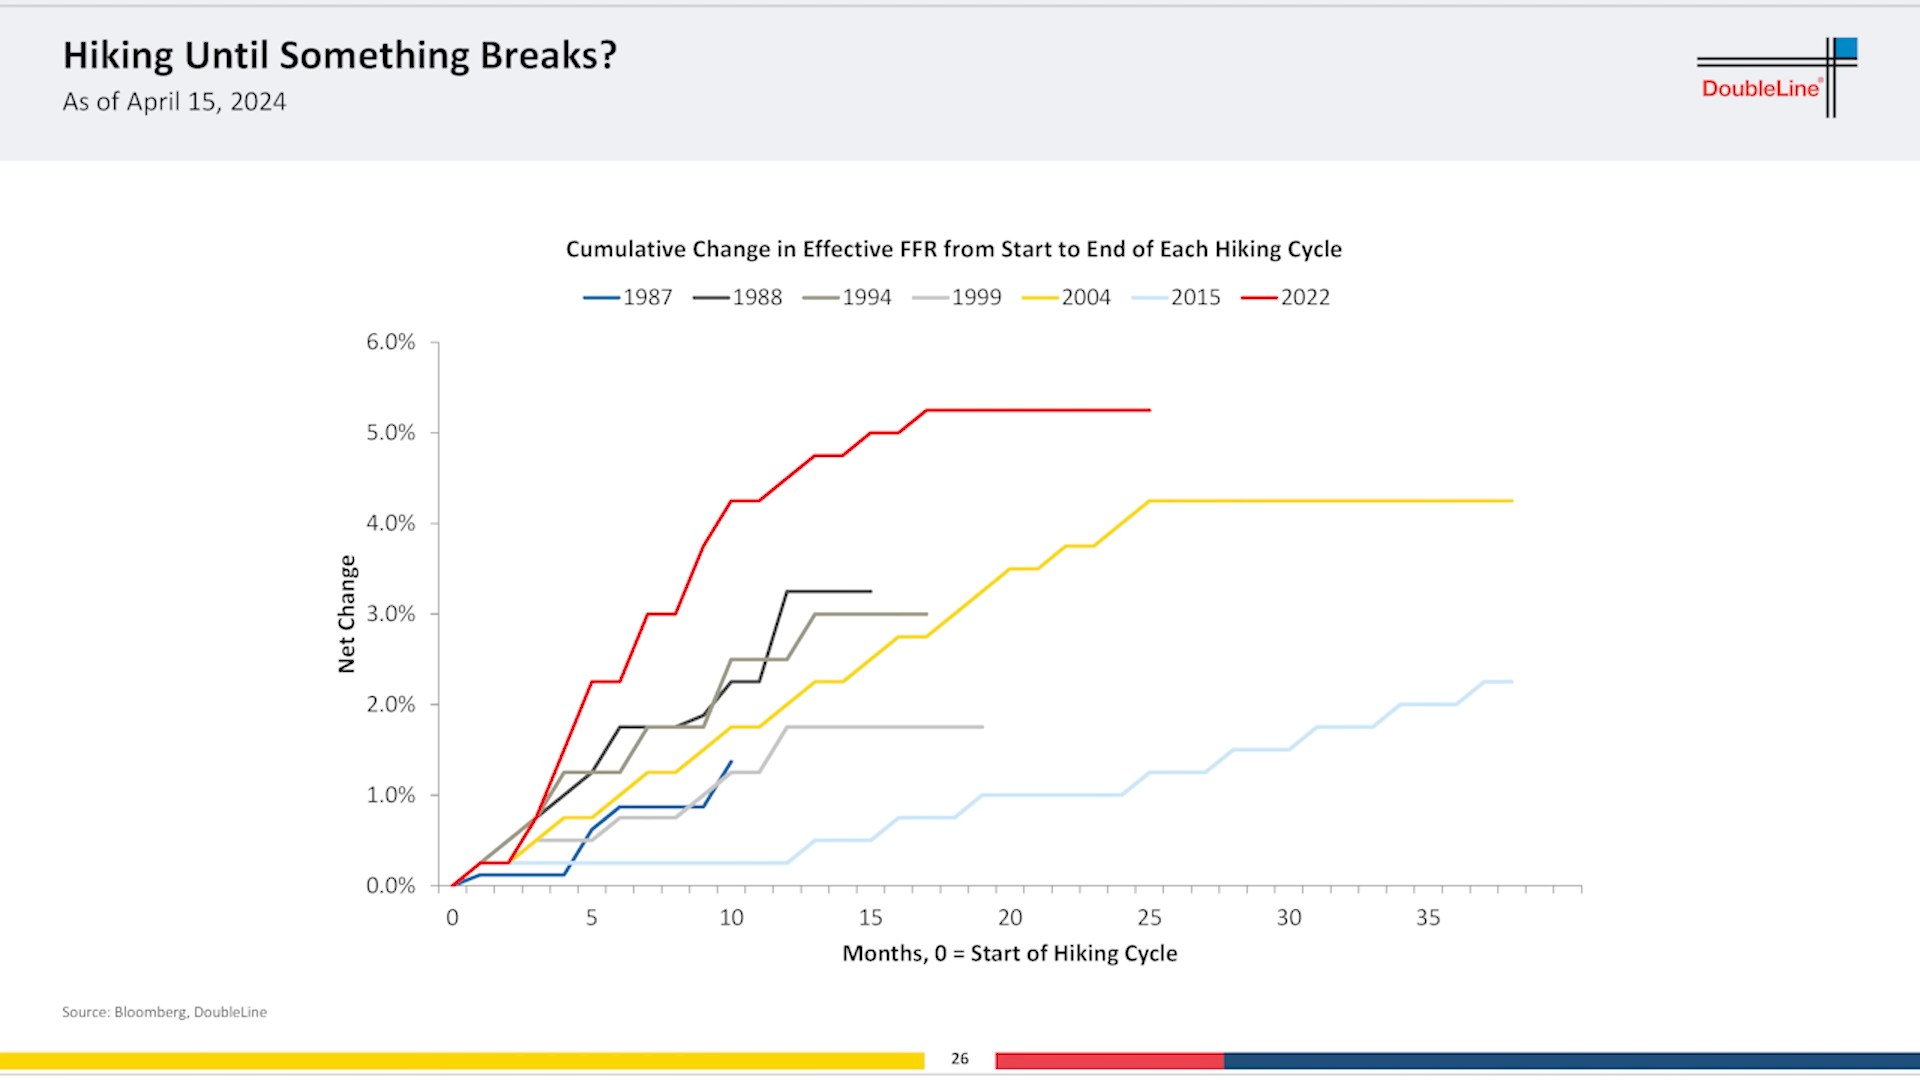 Hiking Until Something Breaks?
As of April 15, 2024
DoubleLine®
Cumulative Change in Effective FFR from Start to End of Each Hiking Cycle
1987 1988 1994 1999 2004 2015 2022
6.0%
5.0%
4.0%
3.0%
2.0%
1.0%
0.0%
Net Change
0 5 10 15 20 25 30 35
Months, 0 = Start of Hiking Cycle
Source: Bloomberg, DoubleLine
26